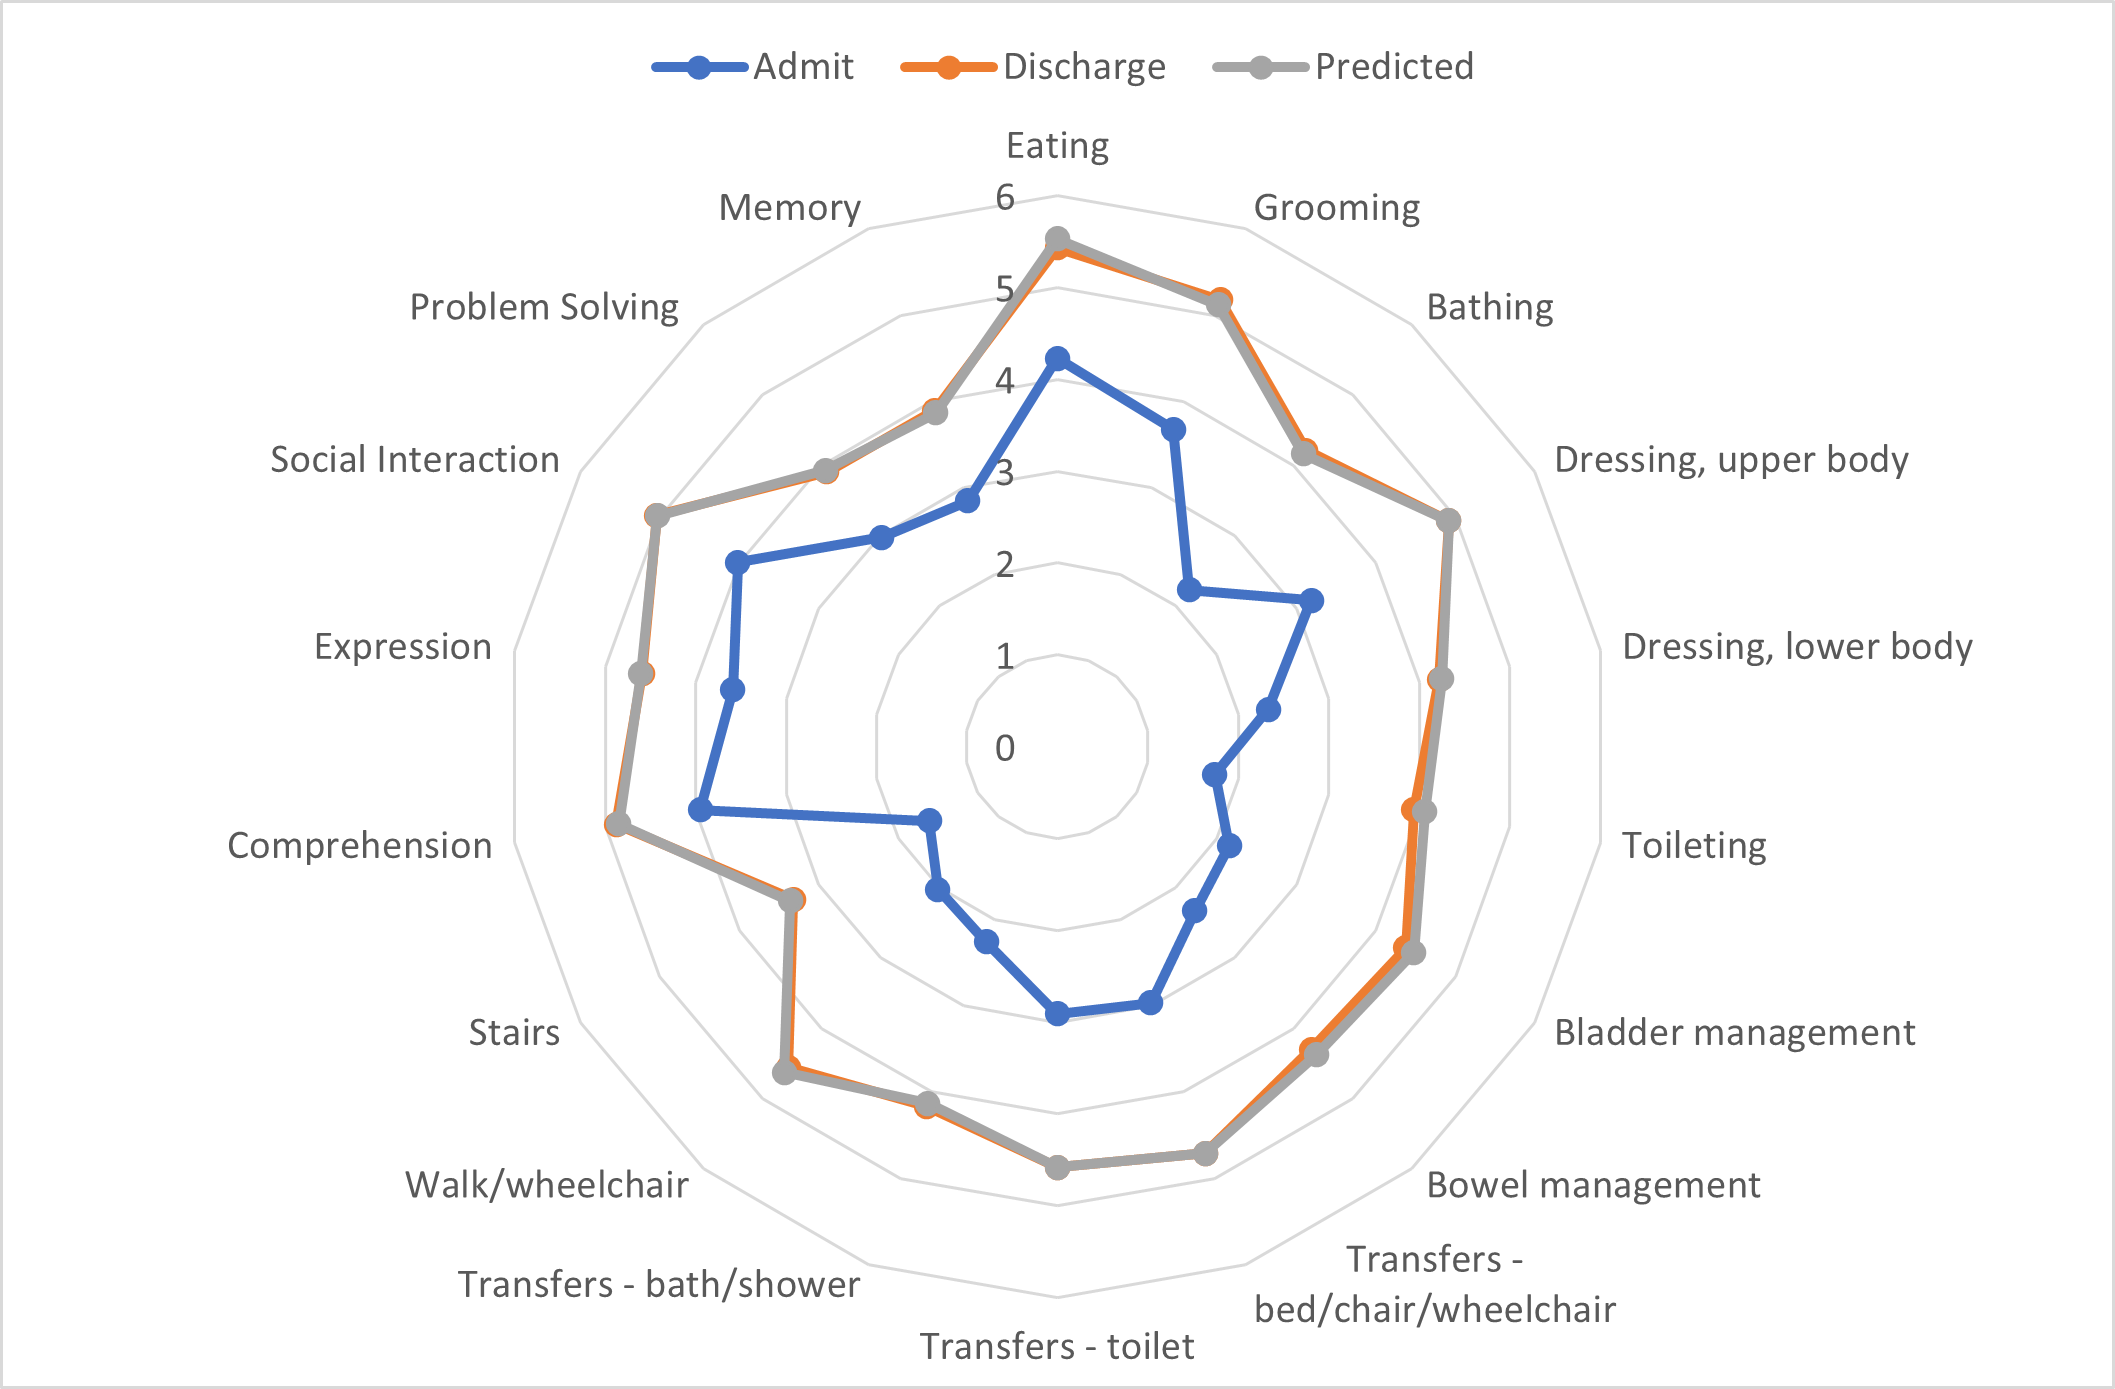 Admit
Discharge
Predicted
Eating
Grooming
Bathing
Dressing, upper body
Dressing, lower body
Toileting
Bladder management
Bowel management
Transfers -
bed/chair/wheelchair
Transfers - toilet
Transfers - bath/shower
Walk/wheelchair
Stairs
Comprehension
Expression
Social Interaction
Problem Solving
Memory
6
5
4
3
2
1
0